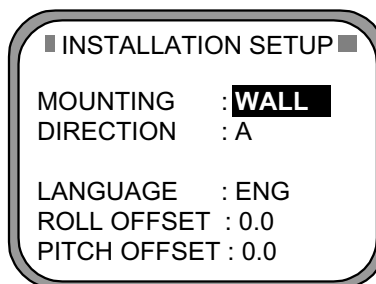 INSTALLATION SETUP
MOUNTING : WALL
DIRECTION : A
LANGUAGE : ENG
ROLL OFFSET : 0.0
PITCH OFFSET : 0.0